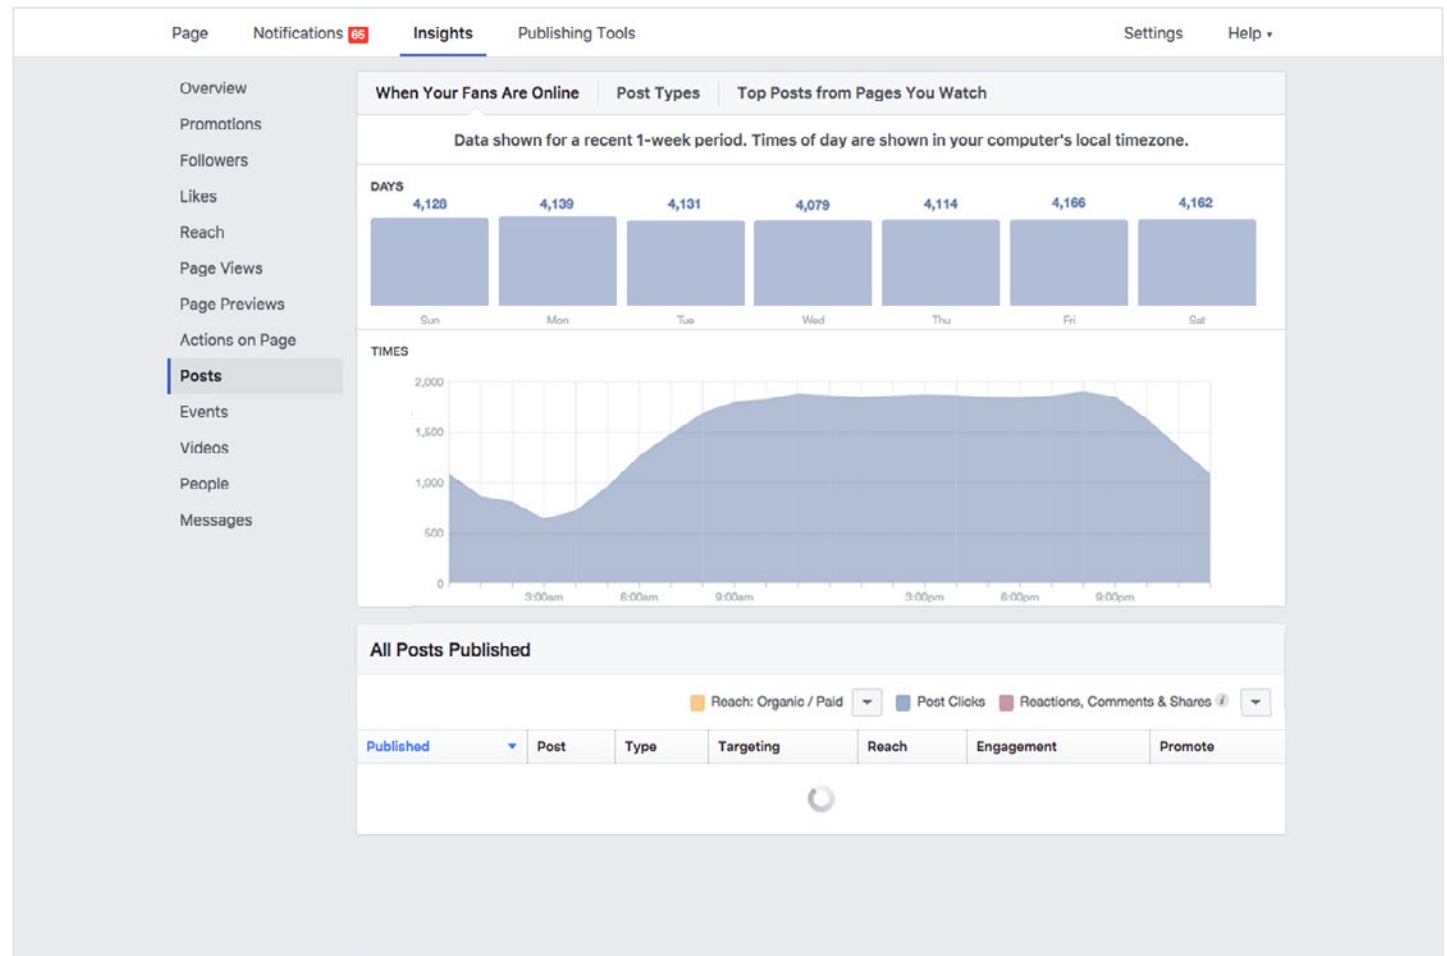 Page Notifications 65 Insights Publishing Tools Settings Help
Overview
Promotions
Followers
Likes
Reach
Page Views
Page Previews
Actions on Page
Posts
Events
Videos
People
Messages
When Your Fans Are Online Post Types Top Posts from Pages You Watch
Data shown for a recent 1-week period. Times of day are shown in your computer's local timezone.
DAYS
4,128 4,139 4,131 4,079 4,114 4,166 4,162
Sun Mon Tue Wed Thu Fri Sat
TIMES
2,000
1,500
1,000
500
0
3:00am 6:00am 9:00am 3:00pm 6:00pm 9:00pm
All Posts Published
Reach: Organic / Paid Post Clicks Reactions, Comments & Shares i
Published Post Type Targeting Reach Engagement Promote